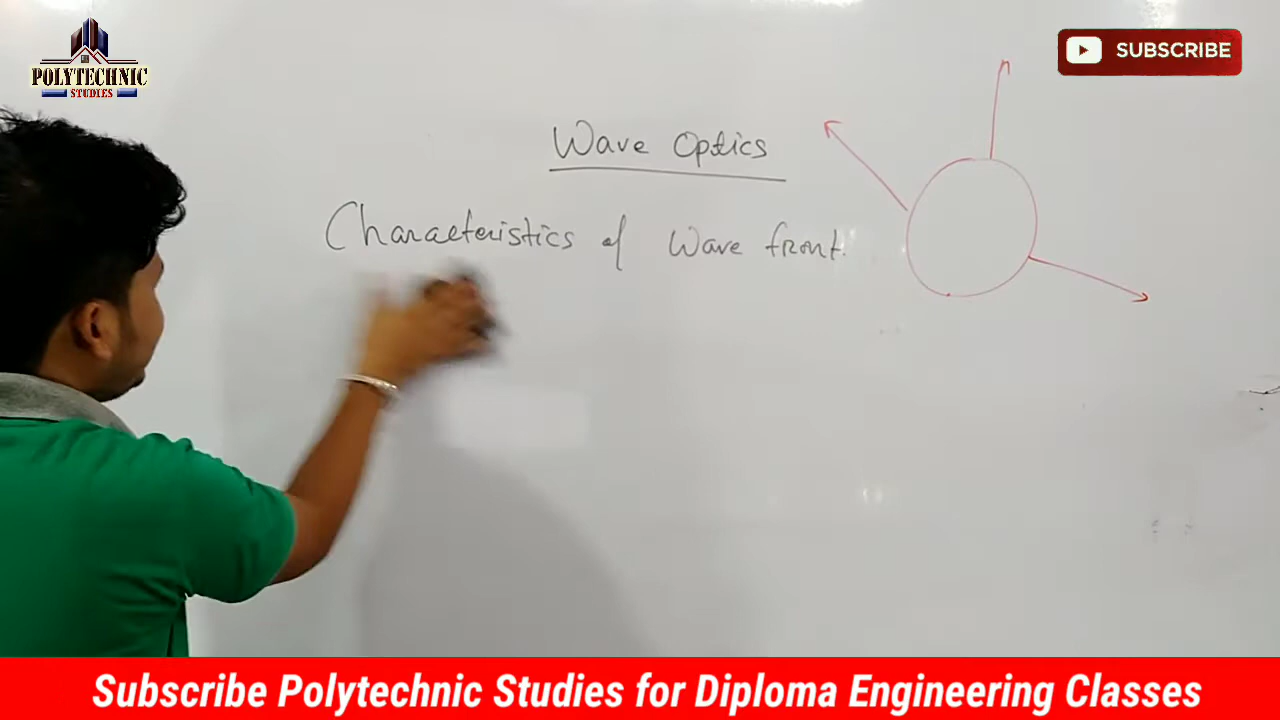 POLYTECHNIC
STUDIES
SUBSCRIBE
Wave Optics
Characteristics of Wave front.
Subscribe Polytechnic Studies for Diploma Engineering Classes